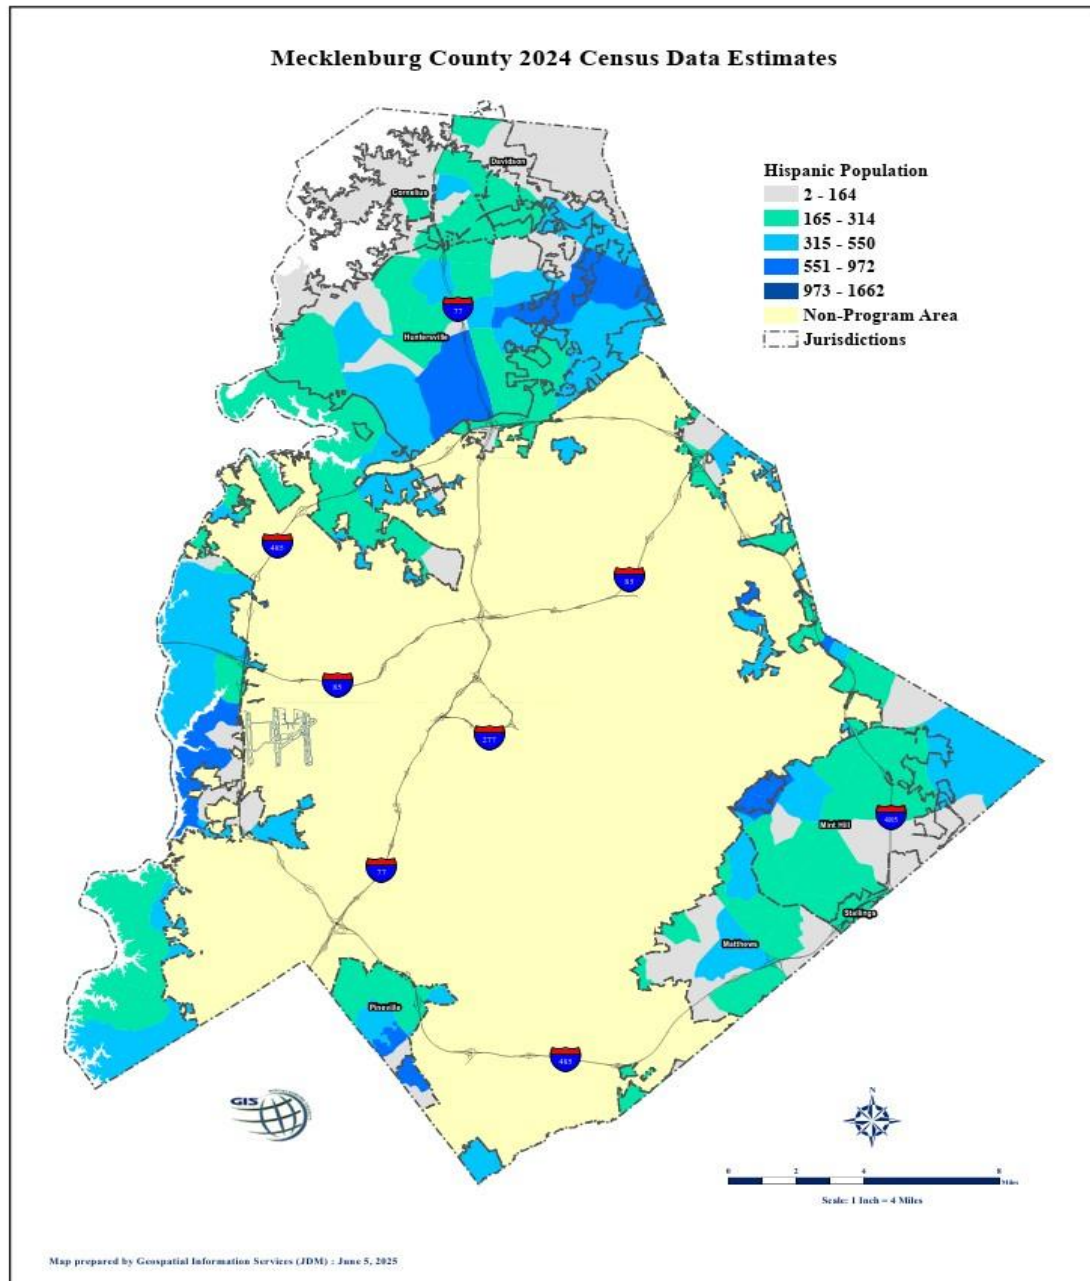 Mecklenburg County 2024 Census Data Estimates
Hispanic Population
2 - 164
165 - 314
315 - 550
551 - 972
973 - 1662
Non-Program Area
Jurisdictions
Davidson
Cornelius
77
Huntersville
485
85
85
277
485
Mint Hill
77
Stallings
Matthews
Pineville
485
GIS
N
0 2 4 8
Miles
Scale: 1 Inch = 4 Miles
Map prepared by Geospatial Information Services (JDM) : June 5, 2025